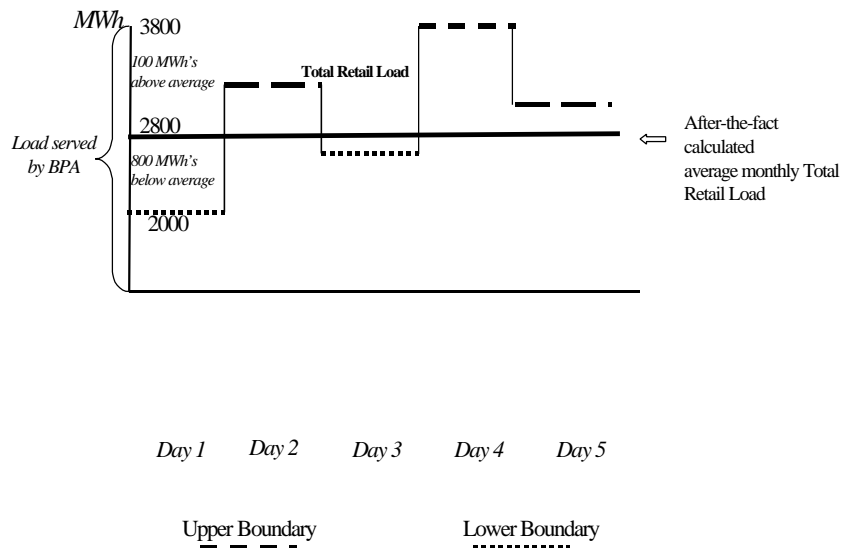 MWh
3800
100 MWh's
above average
Total Retail Load
2800
Load served
by BPA
800 MWh's
below average
2000
After-the-fact
calculated
average monthly Total
Retail Load
Day 1 Day 2 Day 3 Day 4 Day 5
Upper Boundary Lower Boundary